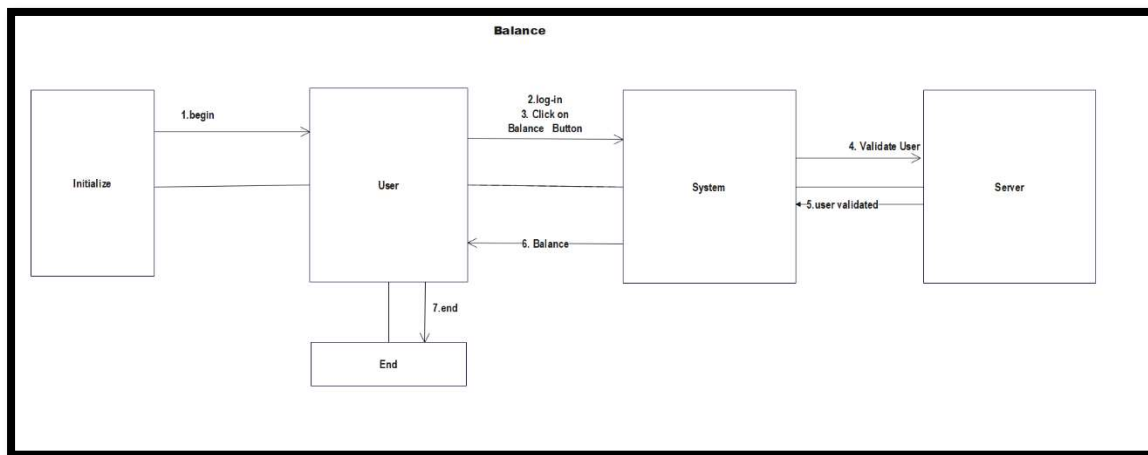 Balance
1.begin
2.log-in
3. Click on
Balance Button
4. Validate User
Initialize
User
System
Server
5.user validated
6. Balance
7.end
End